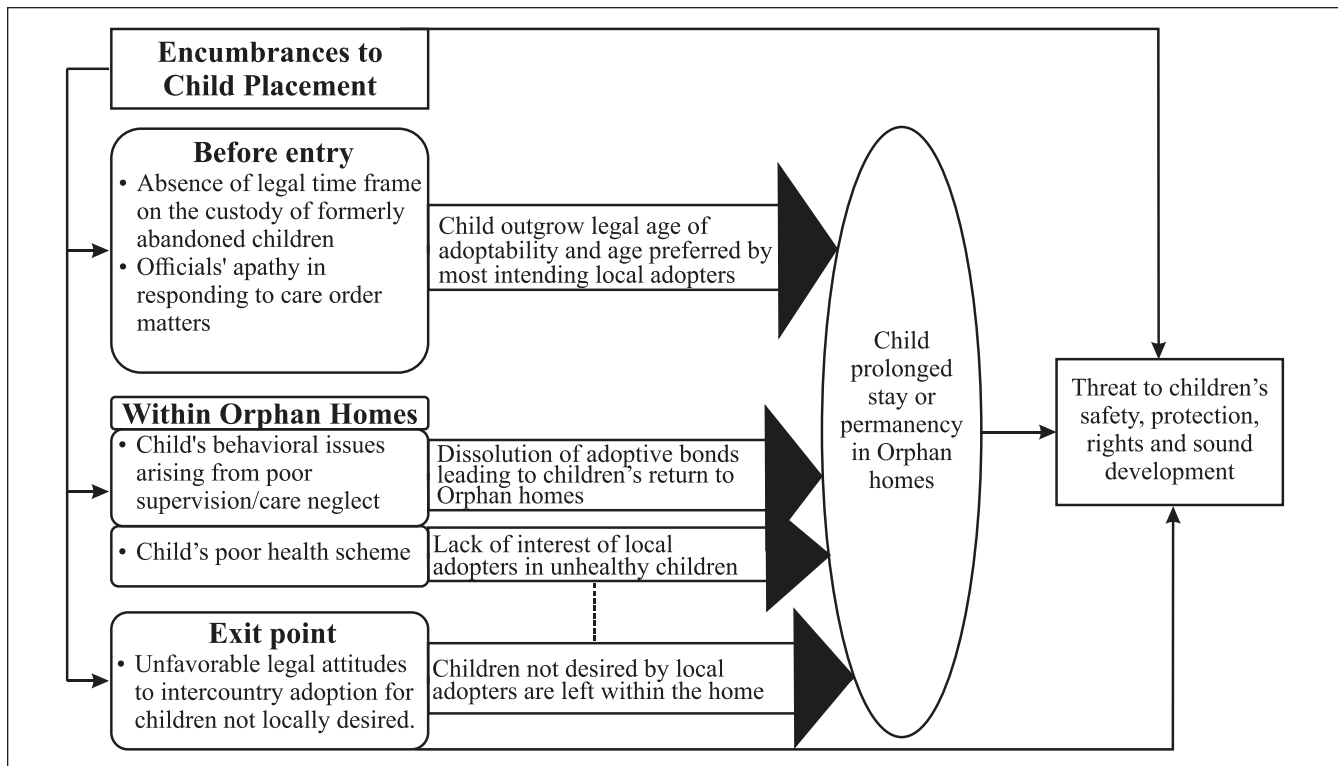 Encumbrances to
Child Placement
Before entry
• Absence of legal time frame
on the custody of formerly
abandoned children
• Officials' apathy in
responding to care order
matters
Child outgrow legal age of
adoptability and age preferred by
most intending local adopters
Within Orphan Homes
• Child's behavioral issues
arising from poor
supervision/care neglect
Dissolution of adoptive bonds
leading to children’s return to
Orphan homes
• Child’s poor health scheme
Lack of interest of local
adopters in unhealthy children
Exit point
• Unfavorable legal attitudes
to intercountry adoption for
children not locally desired.
Children not desired by local
adopters are left within the home
Child
prolonged
stay or
permanency
in Orphan
homes
Threat to children’s
safety, protection,
rights and sound
development